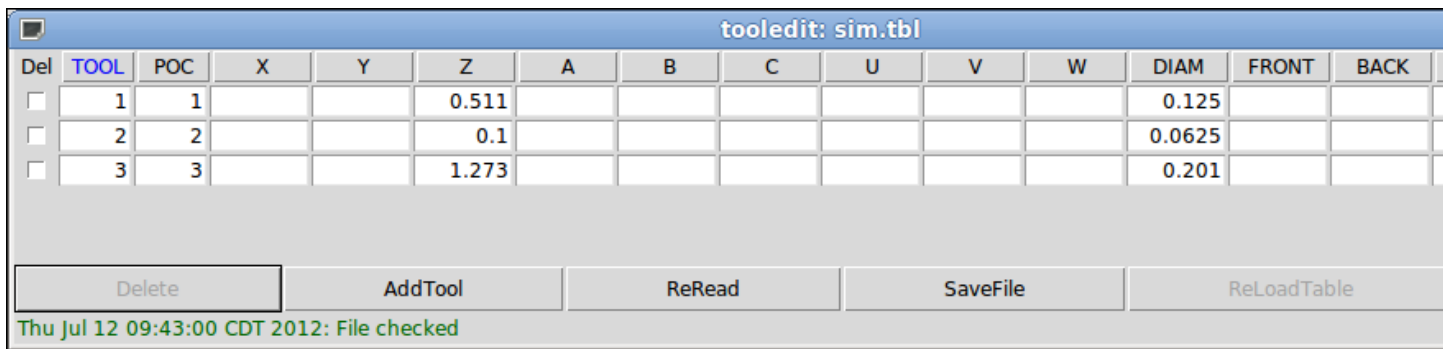 tooledit: sim.tbl
Del TOOL POC X Y Z A B C U V W DIAM FRONT BACK
1 1 0.511 0.125
2 2 0.1 0.0625
3 3 1.273 0.201
Delete AddTool ReRead SaveFile ReLoadTable
Thu Jul 12 09:43:00 CDT 2012: File checked